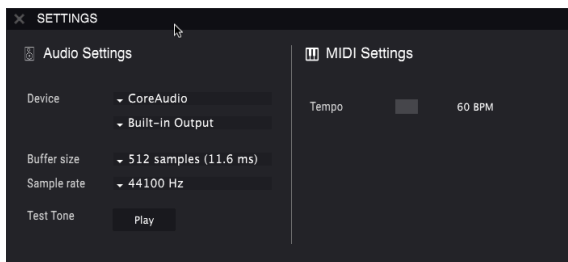 SETTINGS
Audio Settings
Device
CoreAudio
Built-in Output
Buffer size
512 samples (11.6 ms)
Sample rate
44100 Hz
Test Tone
Play
MIDI Settings
Tempo
60 BPM